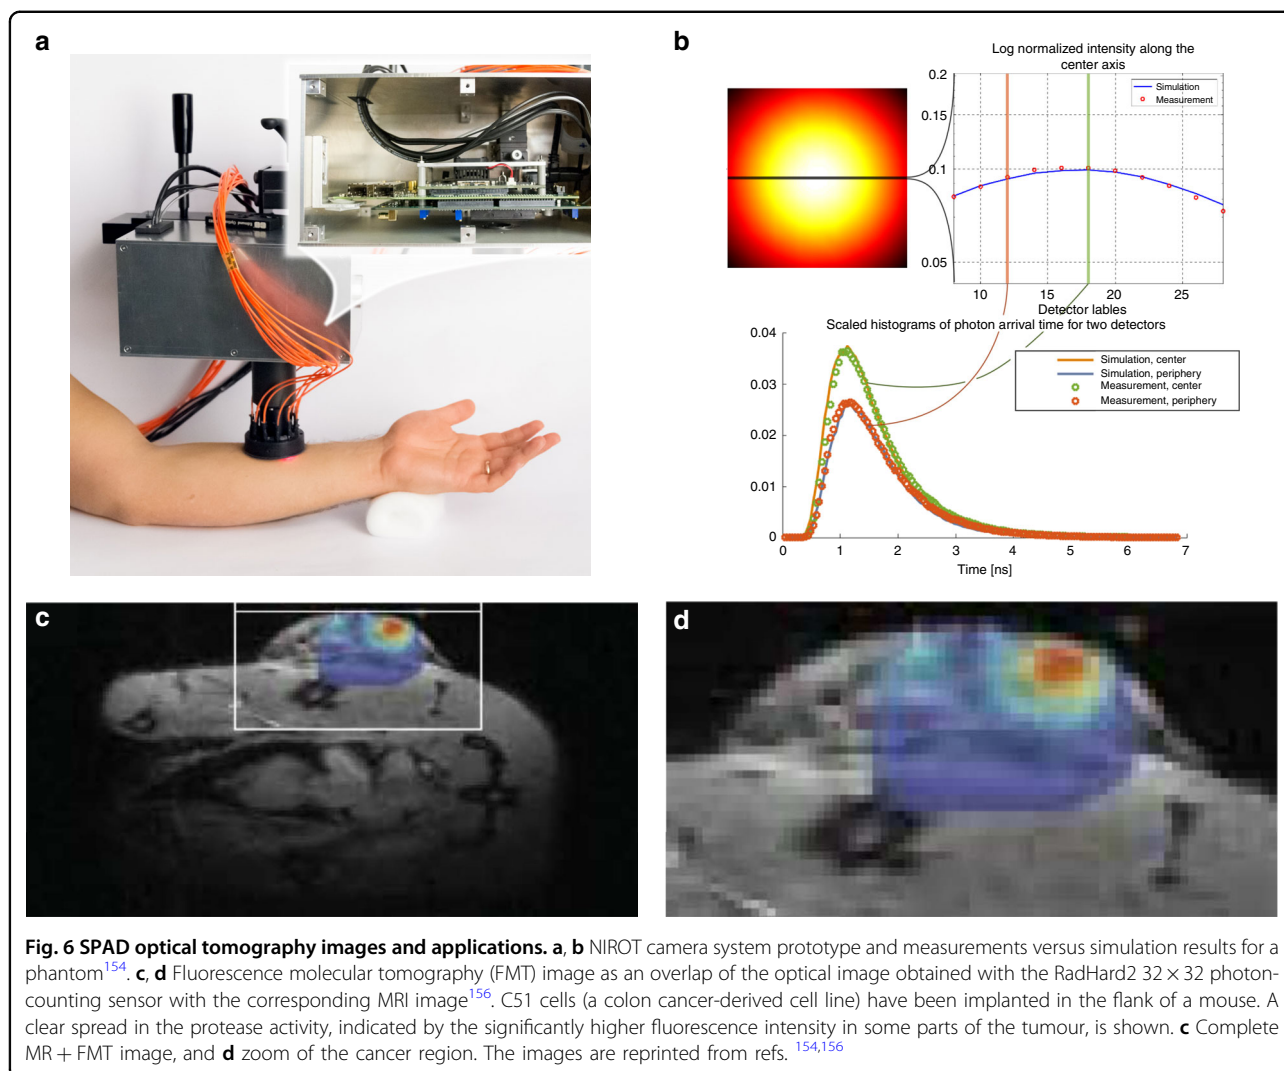 a
b
Log normalized intensity along the
center axis
0.2
0.15
0.1
0.05
Simulation
Measurement
10
15
20
25
Detector lables
Scaled histograms of photon arrival time for two detectors
0.04
0.03
0.02
0.01
0
Simulation, center
Simulation, periphery
Measurement, center
Measurement, periphery
0 1 2 3 4 5 6 7
Time [ns]
c
d
Fig. 6 SPAD optical tomography images and applications. a, b NIROT camera system prototype and measurements versus simulation results for a
phantom154. c, d Fluorescence molecular tomography (FMT) image as an overlap of the optical image obtained with the RadHard2 32 × 32 photon-
counting sensor with the corresponding MRI image156. C51 cells (a colon cancer-derived cell line) have been implanted in the flank of a mouse. A
clear spread in the protease activity, indicated by the significantly higher fluorescence intensity in some parts of the tumour, is shown. c Complete
MR + FMT image, and d zoom of the cancer region. The images are reprinted from refs. 154,156